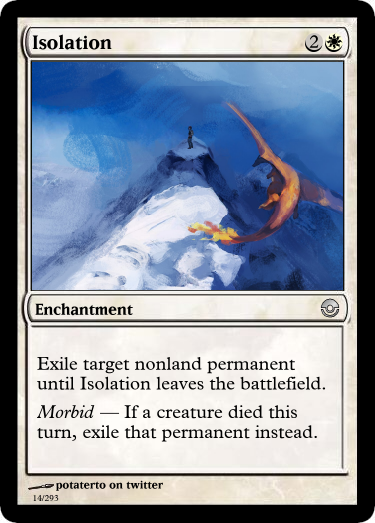 Isolation 2
Enchantment
Exile target nonland permanent
until Isolation leaves the battlefield.
Morbid — If a creature died this
turn, exile that permanent instead.
potaterto on twitter
14/293